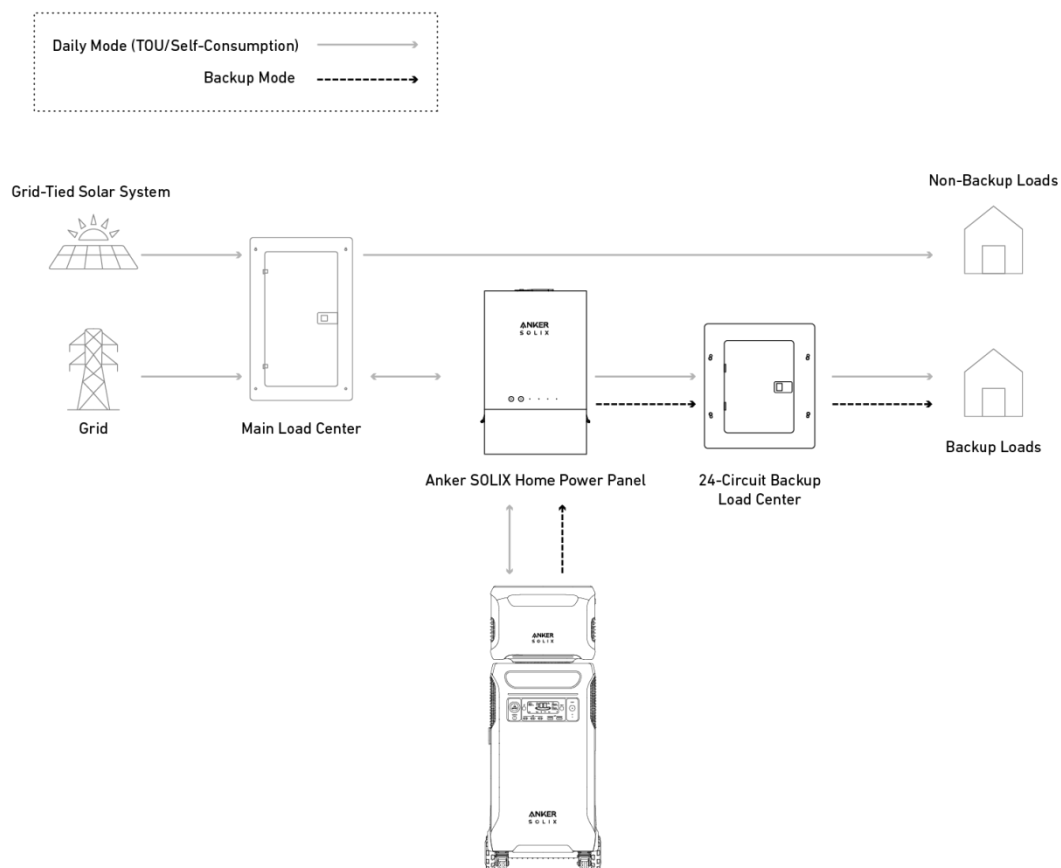 Daily Mode (TOU/Self-Consumption)
Backup Mode
Grid-Tied Solar System
Non-Backup Loads
ANKER
SOLIX
Grid
Main Load Center
Backup Loads
Anker SOLIX Home Power Panel
24-Circuit Backup
Load Center
ANKER
SOLIX
ANKER
SOLIX